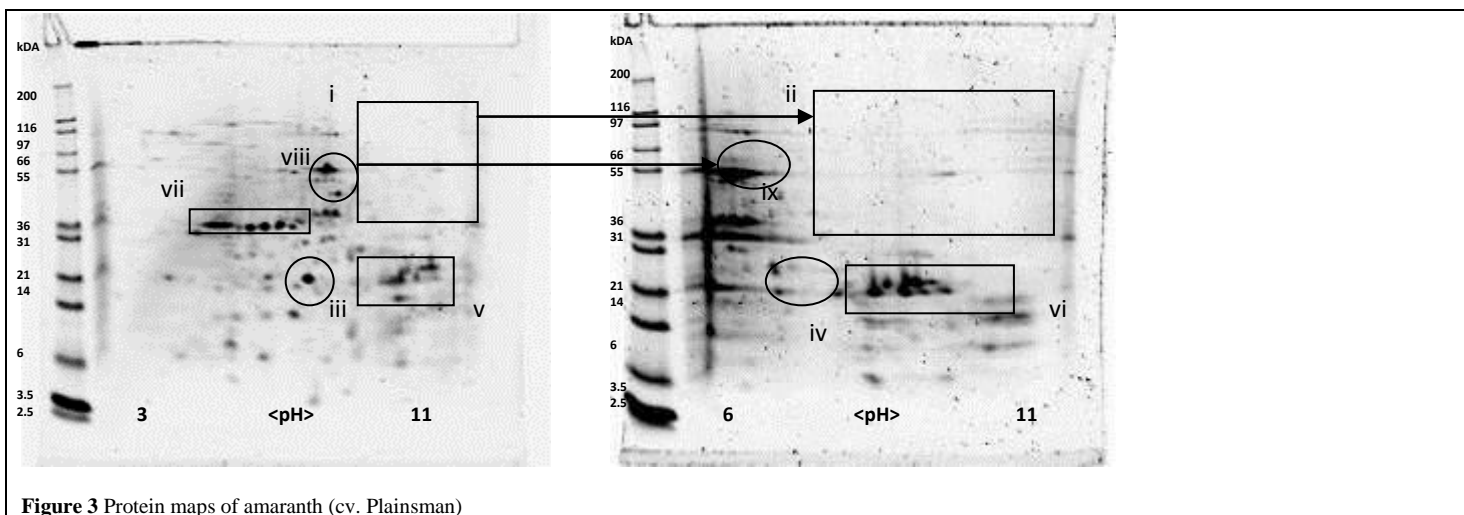 kDA
200
116
97
66
55
36
31
21
14
6
3.5
2.5
i
viii
vii
iii
v
3 <pH> 11
kDA
200
116
97
66
55
36
31
21
14
6
3.5
2.5
ii
ix
iv
vi
6 <pH> 11
Figure 3 Protein maps of amaranth (cv. Plainsman)